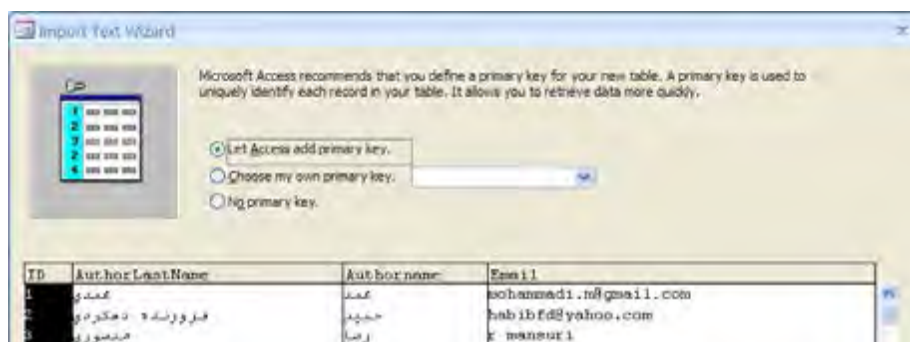 Import Text Wizard
Microsoft Access recommends that you define a primary key for your new table. A primary key is used to
uniquely identify each record in your table. It allows you to retrieve data more quickly.
Let Access add primary key.
Choose my own primary key.
No primary key.
ID AuthorLastName Authorname Email
1 mohammadi.m@gmail.com
2 فروزنده دهکردی حمید habibfd@yahoo.com
3 منصوری رضا r mansuri